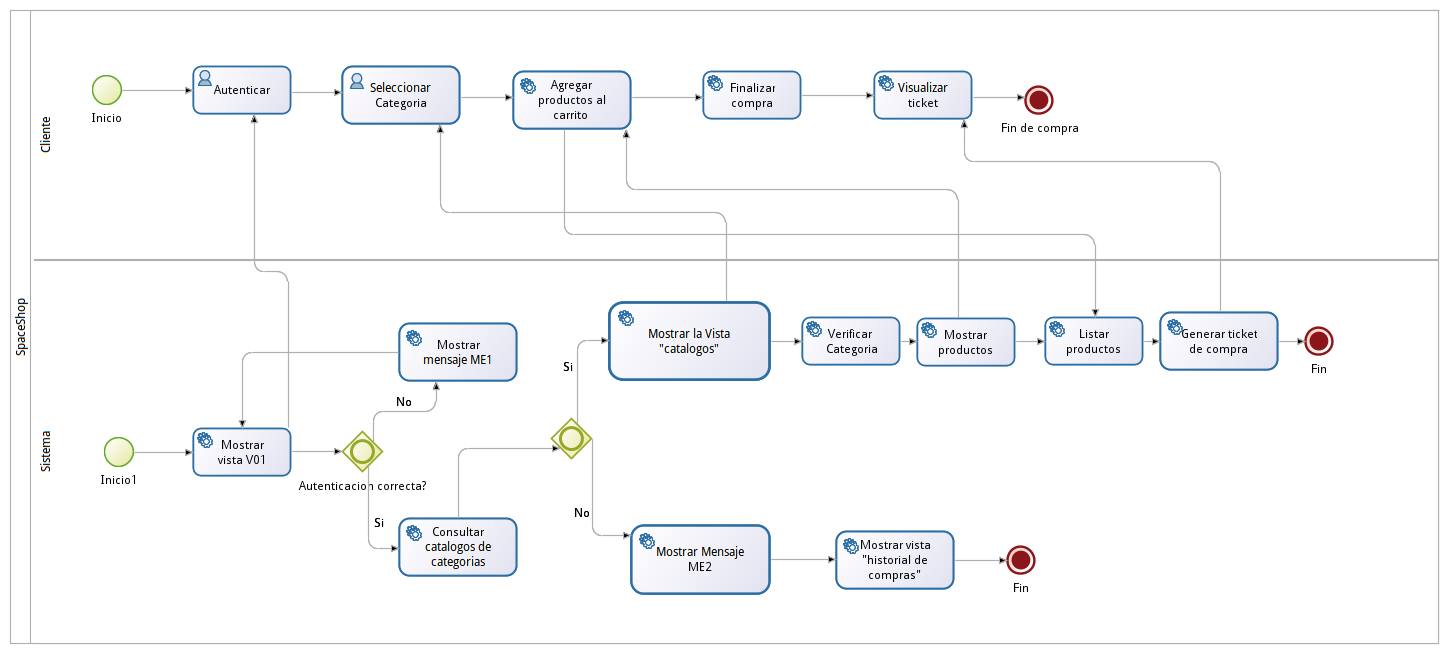 SpaceShop
Cliente
Inicio
Autenticar
Seleccionar
Categoria
Agregar
productos al
carrito
Finalizar
compra
Visualizar
ticket
Fin de compra
Sistema
Inicio1
Mostrar
vista V01
Autenticacion correcta?
No
Mostrar
mensaje ME1
Si
Consultar
catalogos de
categorias
Si
Mostrar la Vista
"catalogos"
Verificar
Categoria
Mostrar
productos
Listar
productos
Generar ticket
de compra
Fin
No
Mostrar Mensaje
ME2
Mostrar vista
"historial de
compras"
Fin